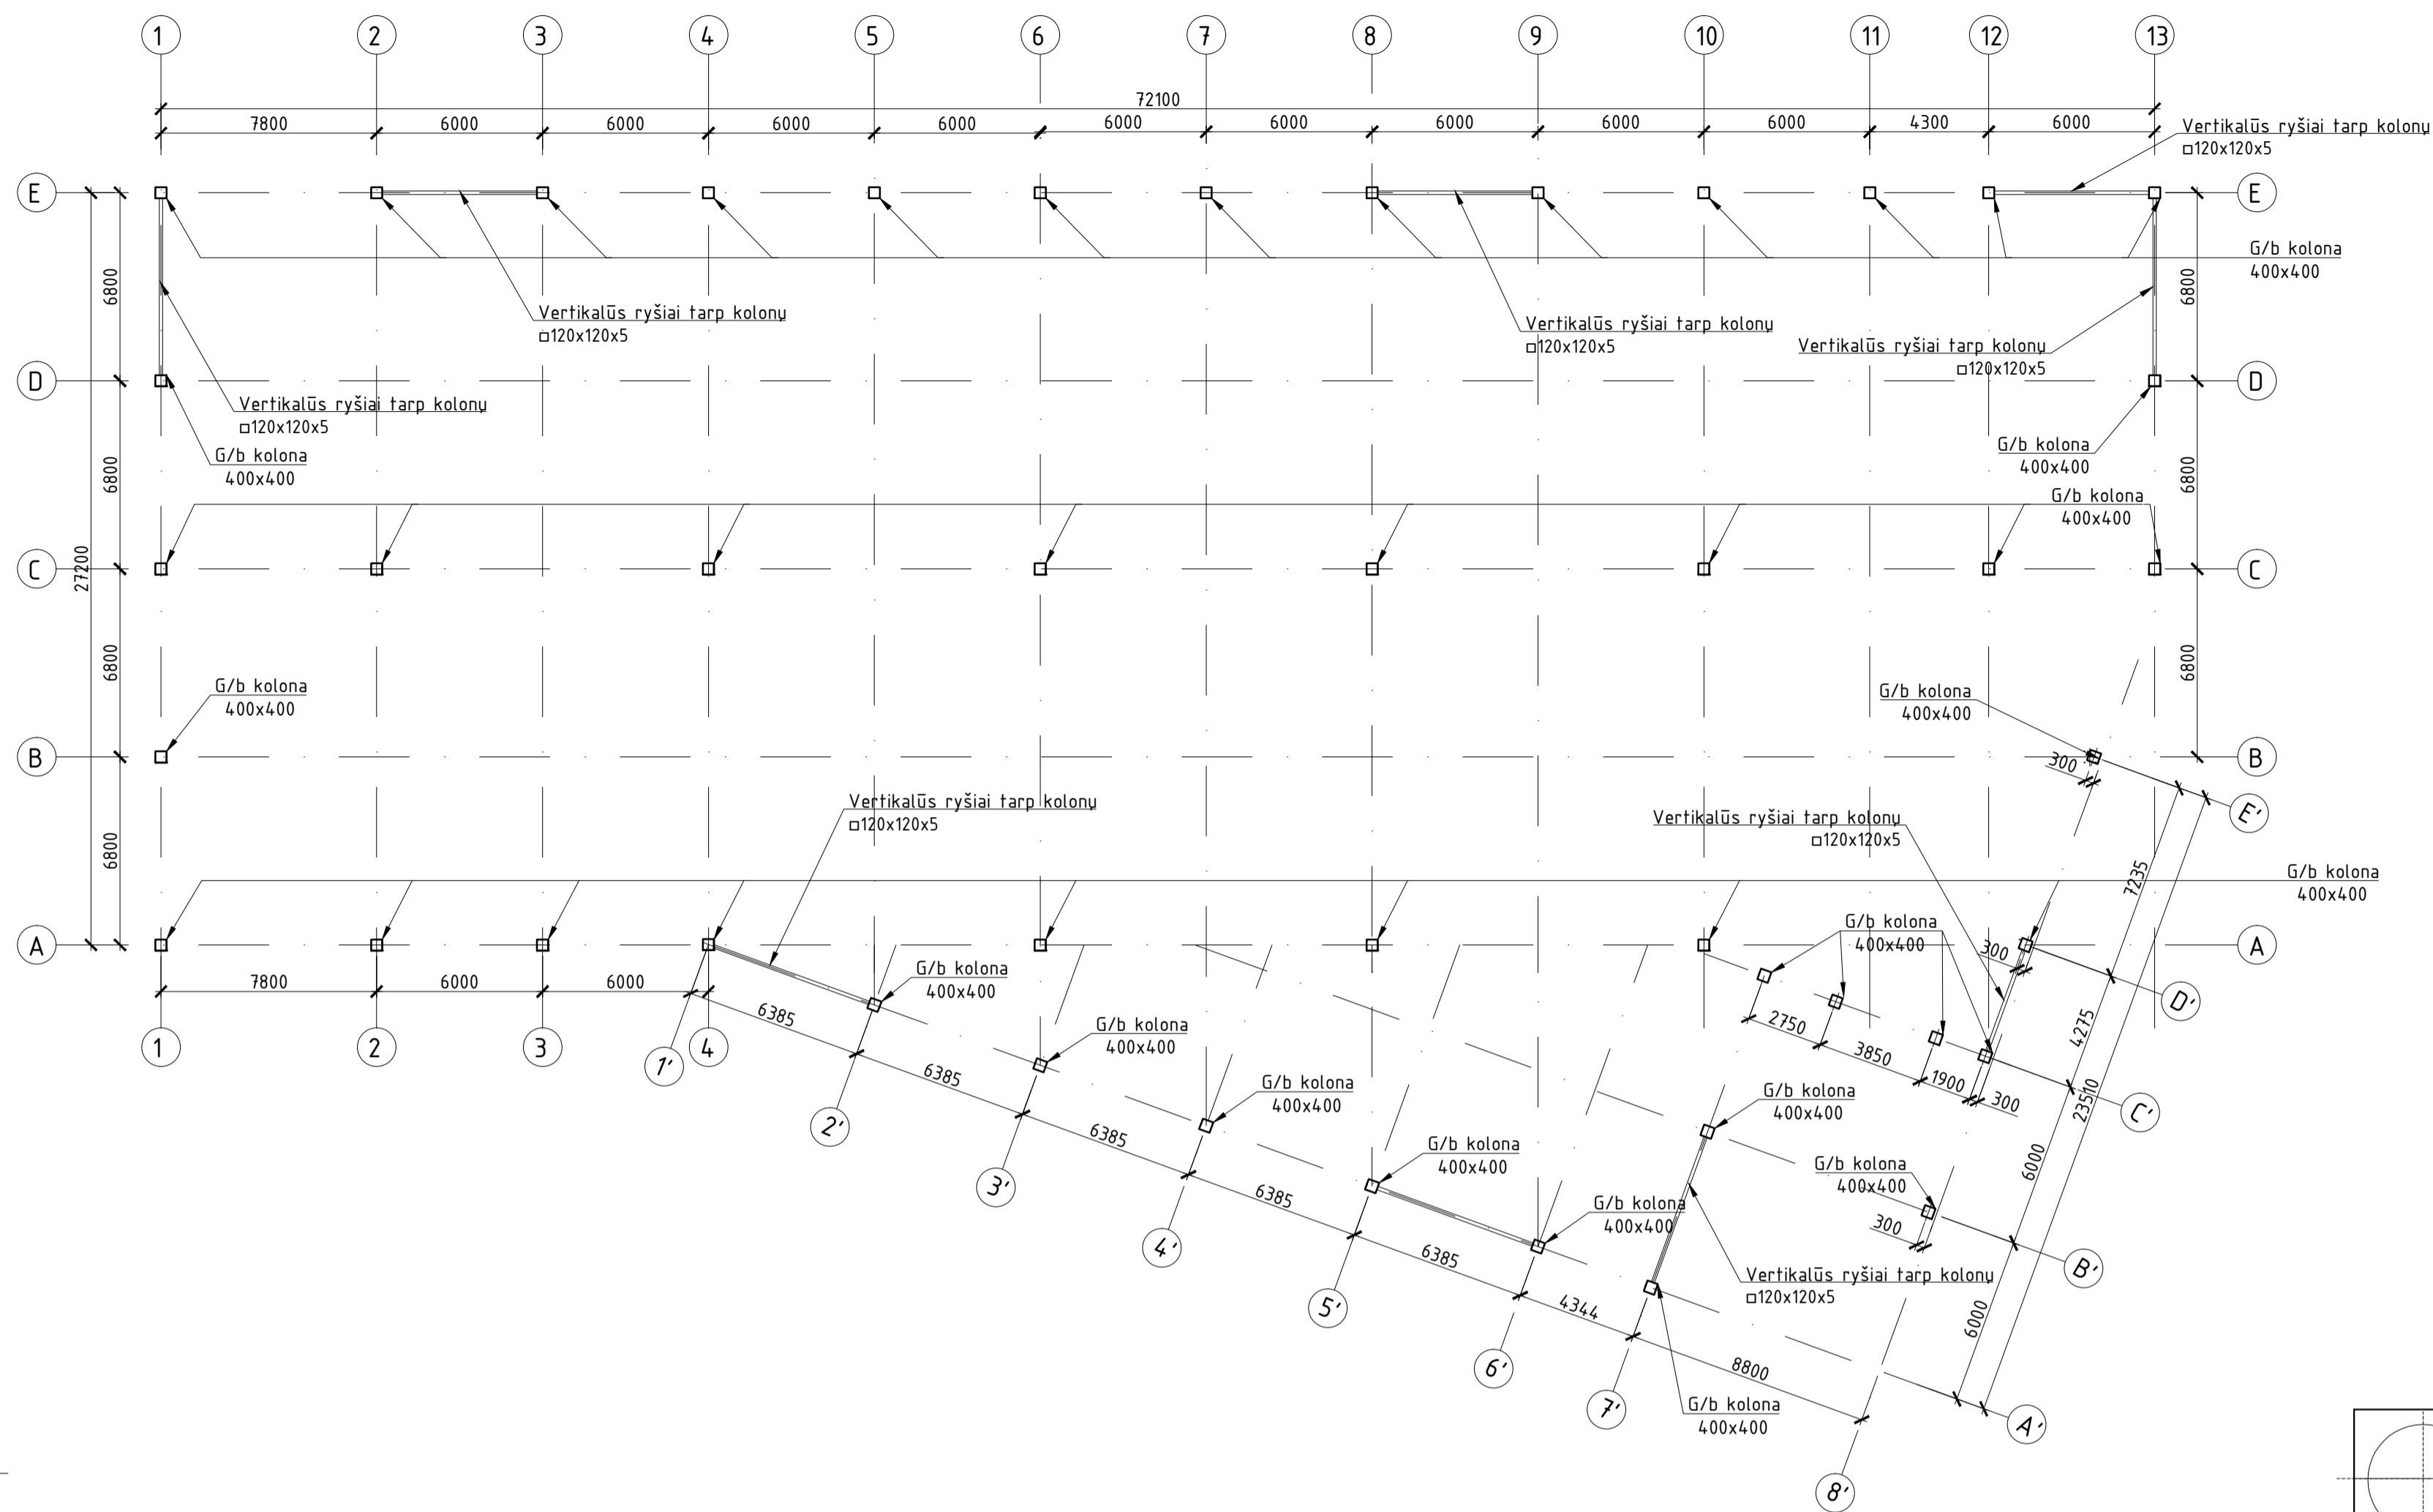 1 2 3 4 5 6 7 8 9 10 11 12 13
72100
7800 6000 6000 6000 6000 6000 6000 6000 6000 6000 4300 6000
Vertikalūs ryšiai tarp kolonų
□120x120x5
E E
G/b kolona
400x400
6800 6800
Vertikalūs ryšiai tarp kolonų
□120x120x5
Vertikalūs ryšiai tarp kolonų
□120x120x5
Vertikalūs ryšiai tarp kolonų
□120x120x5
D D
Vertikalūs ryšiai tarp kolonų
□120x120x5
G/b kolona
400x400
G/b kolona
400x400
6800 6800
G/b kolona
400x400
C C
27200
6800 6800
G/b kolona
400x400
G/b kolona
400x400
B B
300
E'
Vertikalūs ryšiai tarp kolonų
□120x120x5
Vertikalūs ryšiai tarp kolonų
□120x120x5
6800
7235
G/b kolona
400x400
G/b kolona
400x400
A A
300
G/b kolona
400x400
7800 6000 6000
D'
6385
2750
3850
1900
300
4275
G/b kolona
400x400
1 2 3 1' 4
6385
G/b kolona
400x400
G/b kolona
400x400
23510
C'
2'
6385
G/b kolona
400x400
G/b kolona
400x400
6000
3'
6385
G/b kolona
400x400
300
4'
6385
B'
Vertikalūs ryšiai tarp kolonų
□120x120x5
5'
4344
6000
6'
8800
7'
G/b kolona
400x400
A'
8'